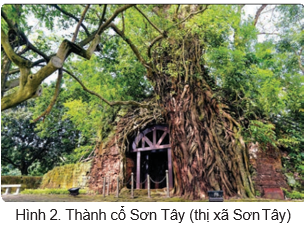 Hình 2. Thành cổ Sơn Tây (thị xã Sơn Tây)